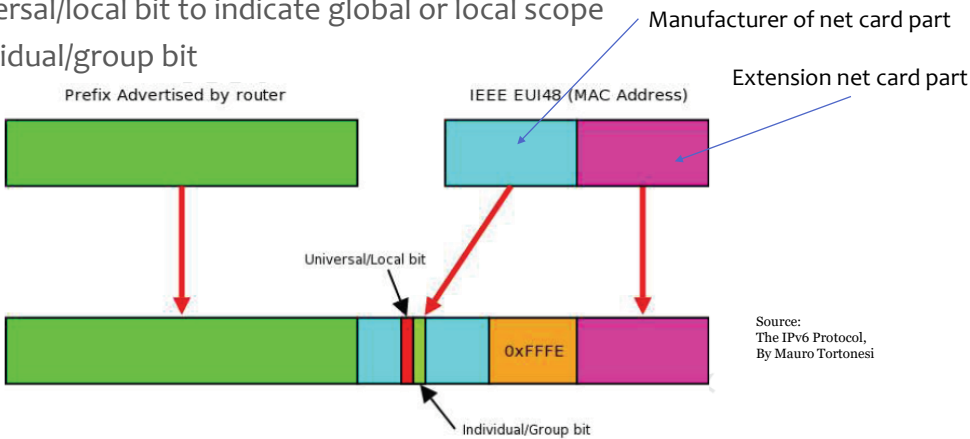 ersal/local bit to indicate global or local scope
vidual/group bit
Manufacturer of net card part
Extension net card part
Prefix Advertised by router
IEEE EUI48 (MAC Address)
Universal/Local bit
0xFFFE
Individual/Group bit
Source:
The IPv6 Protocol,
By Mauro Tortonesi